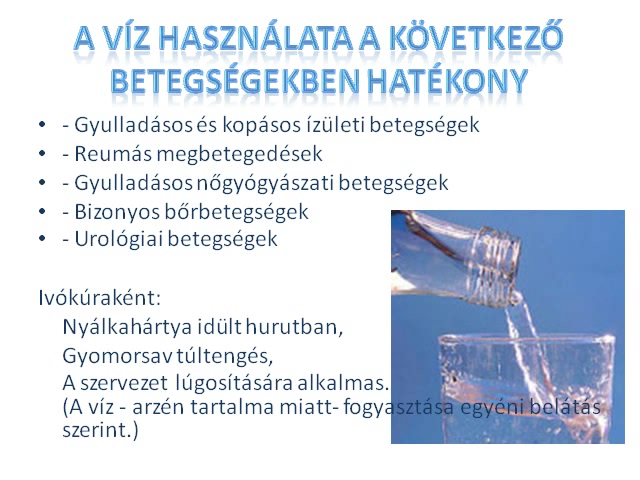 A VÍZ HASZNÁLATA A KÖVETKEZŐ
BETEGSÉGEKBEN HATÉKONY
• - Gyulladásos és kopásos ízületi betegségek
• - Reumás megbetegedések
• - Gyulladásos nőgyógyászati betegségek
• - Bizonyos bőrbetegségek
• - Urológiai betegségek
Ivókúraként:
Nyálkahártya idült hurutban,
Gyomorsav túltengés,
A szervezet lúgosítására alkalmas.
(A víz - arzén tartalma miatt- fogyasztása egyéni belátás
szerint.)